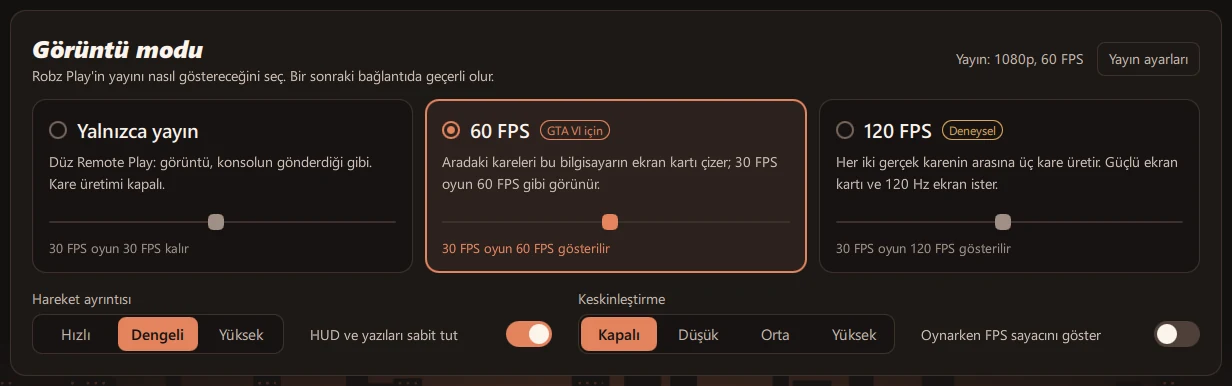 Görüntü modu
Robz Play'in yayını nasıl göstereceğini seç. Bir sonraki bağlantıda geçerli olur.
Yayın: 1080p, 60 FPS
Yayın ayarları
Yalnızca yayın
Düz Remote Play: görüntü, konsolun gönderdiği gibi.
Kare üretimi kapalı.
30 FPS oyun 30 FPS kalır
60 FPS
GTA VI için
Aradaki kareleri bu bilgisayarın ekran kartı çizer; 30 FPS
oyun 60 FPS gibi görünür.
30 FPS oyun 60 FPS gösterilir
120 FPS
Deneysel
Her iki gerçek karenin arasına üç kare üretir. Güçlü ekran
kartı ve 120 Hz ekran ister.
30 FPS oyun 120 FPS gösterilir
Hareket ayrıntısı
Hızlı
Dengeli
Yüksek
HUD ve yazıları sabit tut
Keskinleştirme
Kapalı
Düşük
Orta
Yüksek
Oynarken FPS sayacını göster